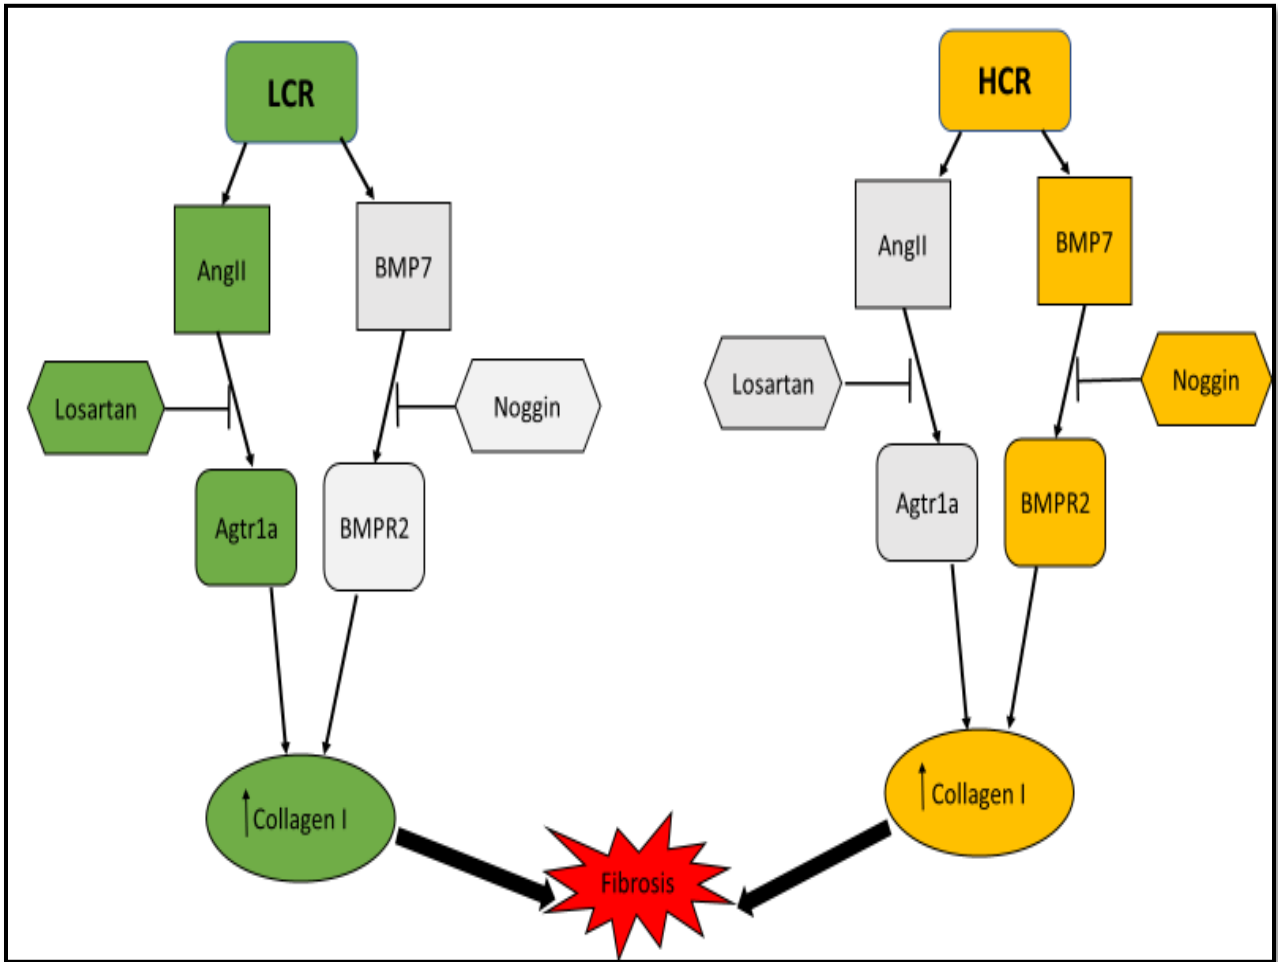 LCR
AngII
BMP7
Losartan
Noggin
Agtr1a
BMPR2
Collagen I
HCR
AngII
BMP7
Losartan
Noggin
Agtr1a
BMPR2
Collagen I
Fibrosis